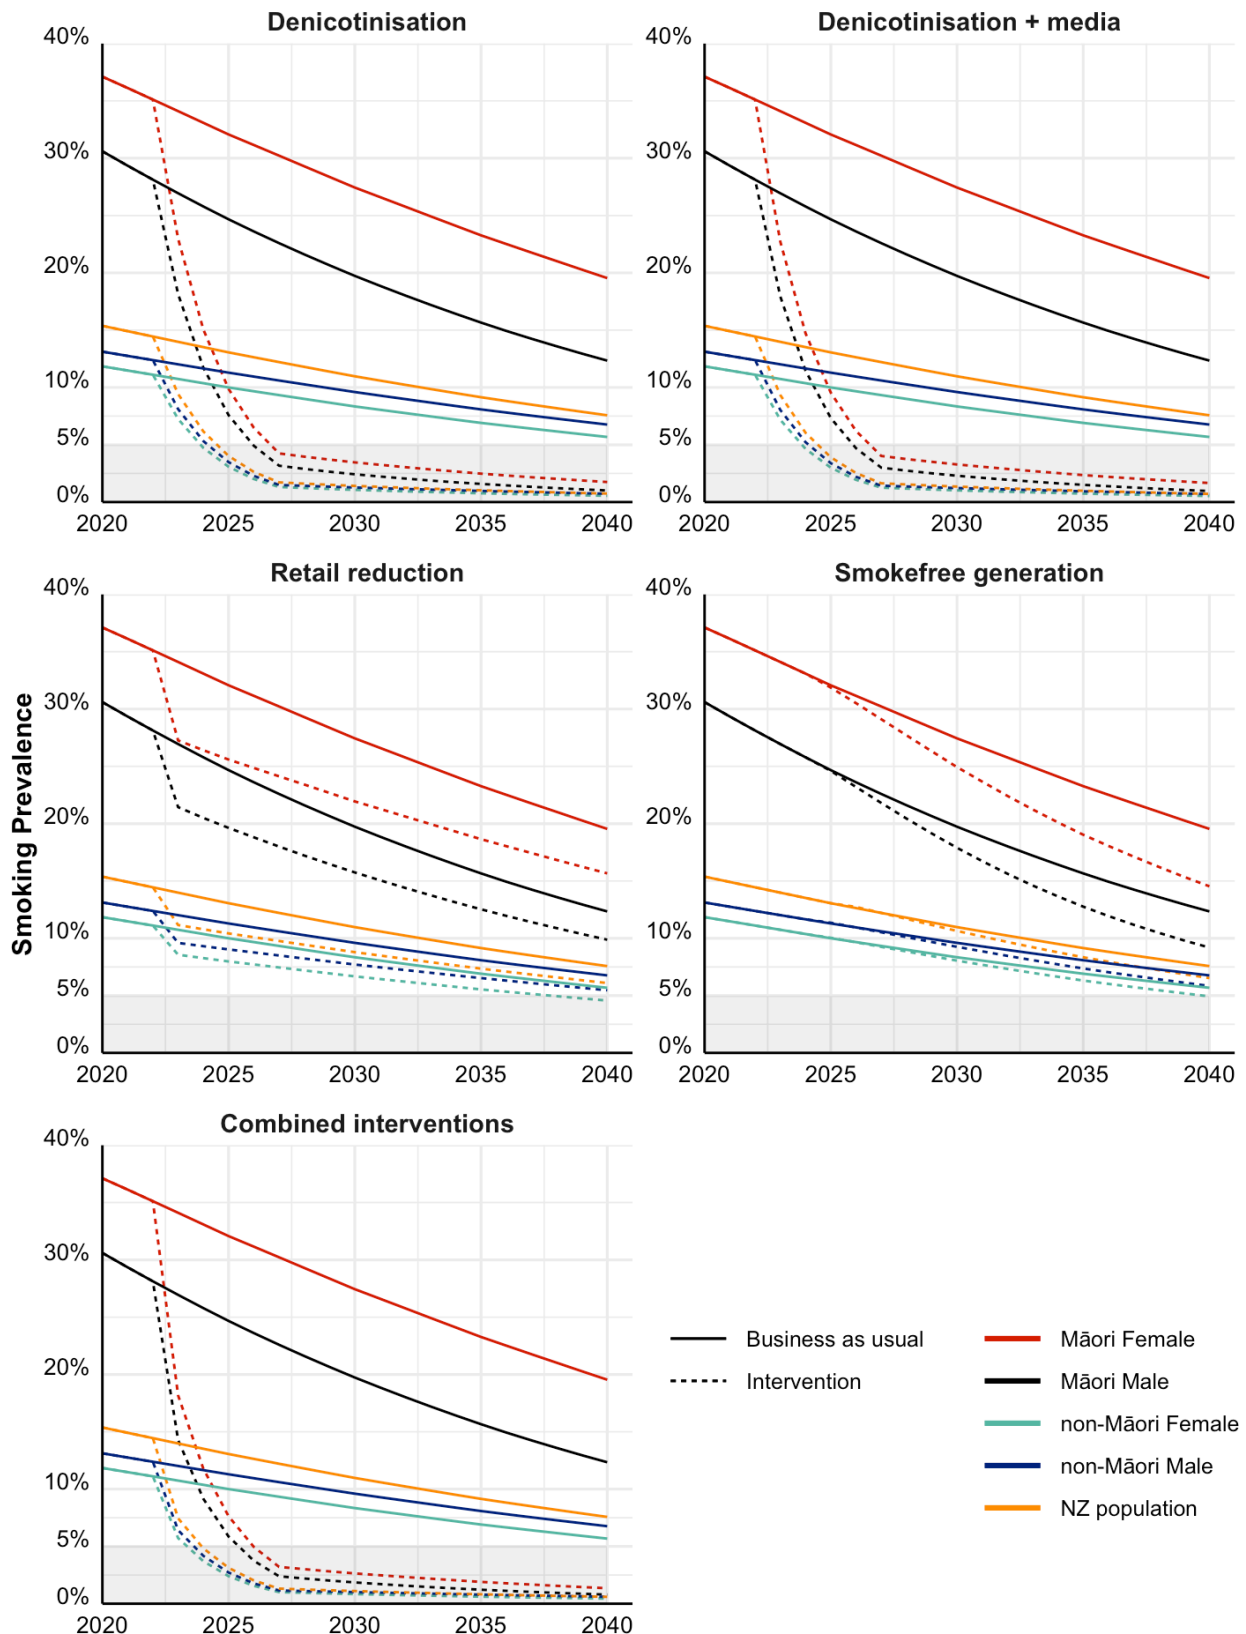 Denicotinisation
40%
30%
20%
10%
5%
0%
2020 2025 2030 2035 2040
Denicotinisation + media
40%
30%
20%
10%
5%
0%
2020 2025 2030 2035 2040
Smoking Prevalence
Retail reduction
40%
30%
20%
10%
5%
0%
2020 2025 2030 2035 2040
Smokefree generation
40%
30%
20%
10%
5%
0%
2020 2025 2030 2035 2040
Combined interventions
40%
30%
20%
10%
5%
0%
2020 2025 2030 2035 2040
Business as usual
Intervention
Māori Female
Māori Male
non-Māori Female
non-Māori Male
NZ population